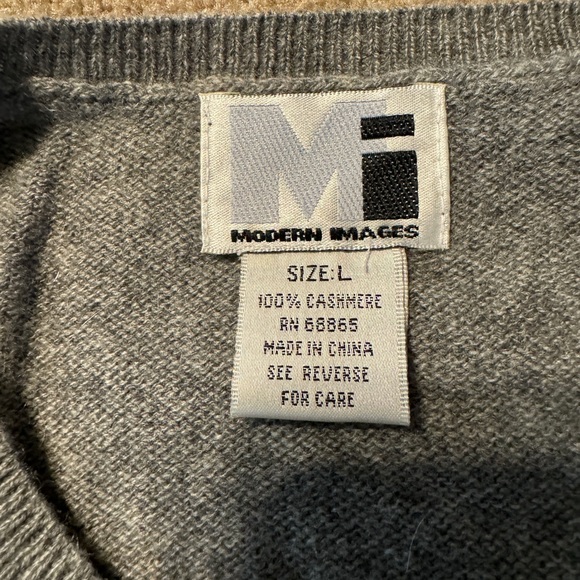 Mi
MODERN IMAGES
SIZE: L
100% CASHMERE
RN 68865
MADE IN CHINA
SEE REVERSE
FOR CARE